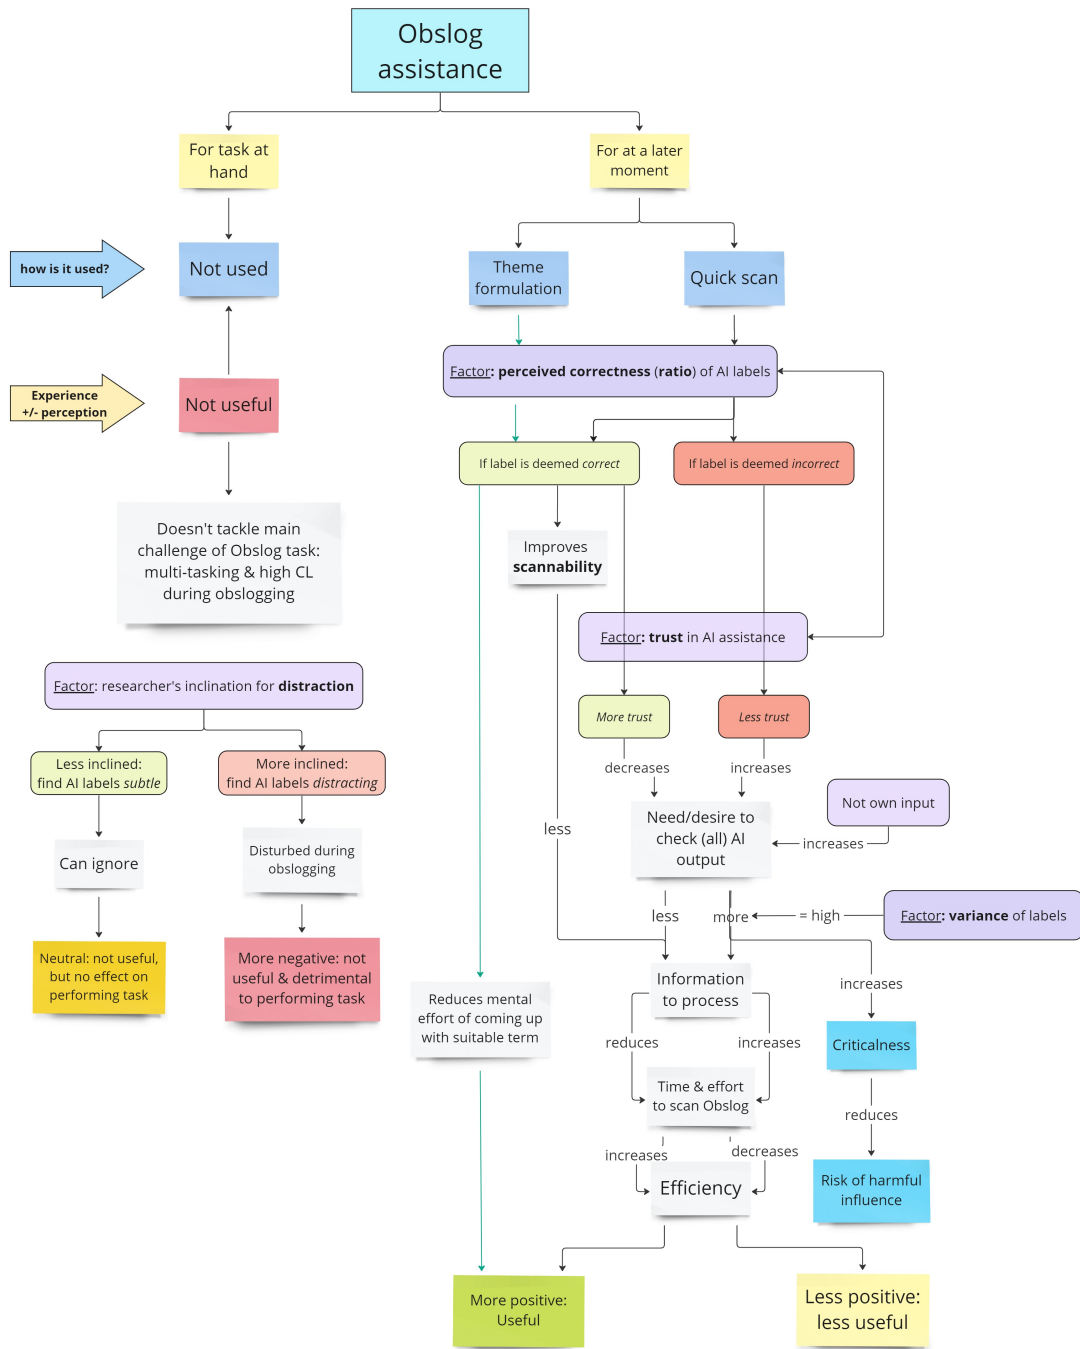 Obslog
assistance
For task at
hand
For at a later
moment
how is it used?
Not used
Theme
formulation
Quick scan
Factor: perceived correctness (ratio) of AI labels
Experience
+/- perception
Not useful
If label is deemed correct
If label is deemed incorrect
Doesn't tackle main
challenge of Obslog task:
multi-tasking & high CL
during obslogging
Improves
scannability
Factor: trust in AI assistance
Factor: researcher's inclination for distraction
More trust
Less trust
Less inclined:
find AI labels subtle
More inclined:
find AI labels distracting
decreases
increases
Not own input
Need/desire to
check (all) AI
output
increases
less
Can ignore
Disturbed during
obslogging
less
more
= high
Factor: variance of labels
Neutral: not useful,
but no effect on
performing task
More negative: not
useful & detrimental
to performing task
Information
to process
increases
Reduces mental
effort of coming up
with suitable term
reduces
increases
Criticalness
Time & effort
to scan Obslog
reduces
increases
decreases
Efficiency
Risk of harmful
influence
More positive:
Useful
Less positive:
less useful